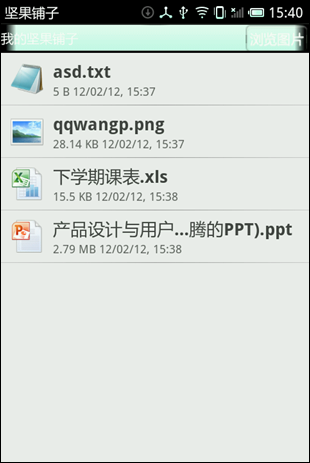 坚果铺子 15:40
我的坚果铺子 浏览图片
asd.txt
5 B 12/02/12, 15:37
qqwangp.png
28.14 KB 12/02/12, 15:37
下学期课表.xls
15.5 KB 12/02/12, 15:38
产品设计与用户...腾的PPT).ppt
2.79 MB 12/02/12, 15:38